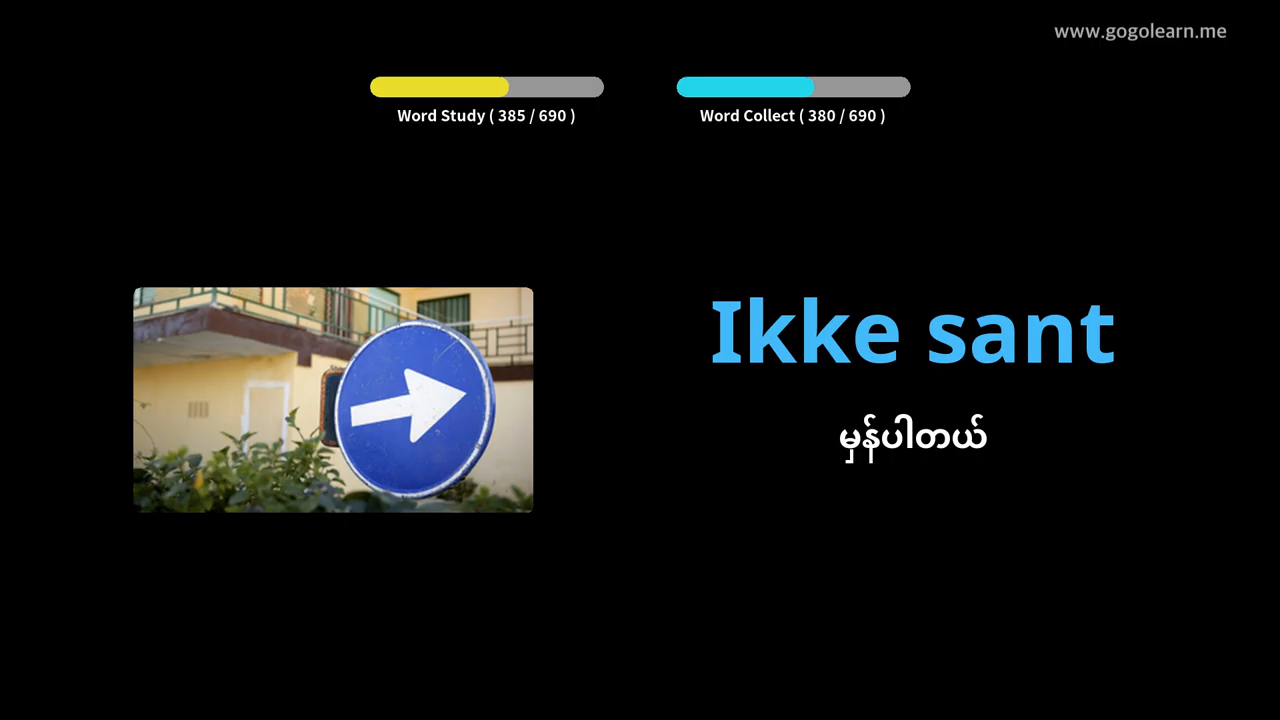 www.gogolearn.me
Word Study ( 385 / 690 )
Word Collect ( 380 / 690 )
Ikke sant
မှန်ပါတယ်